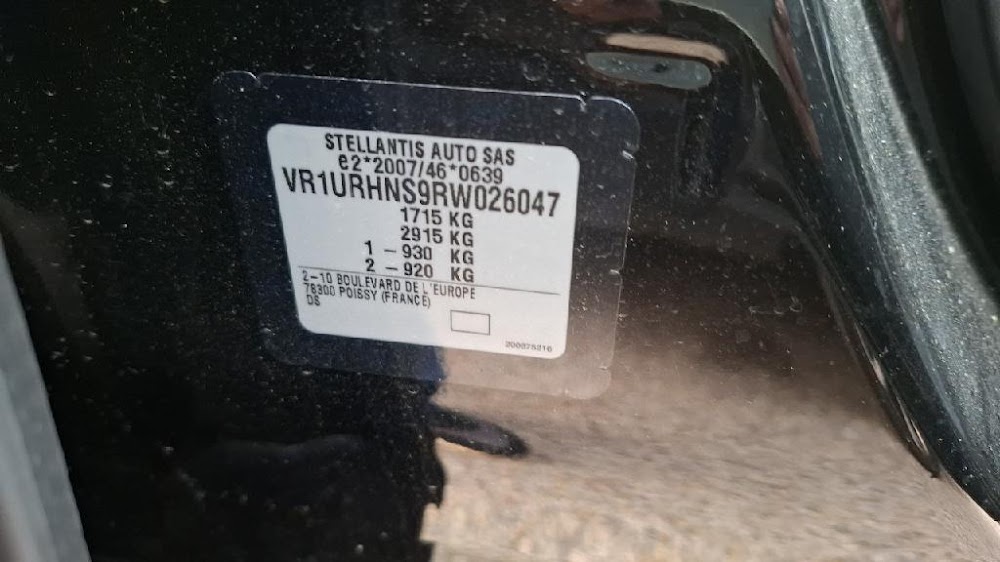 STELLANTIS AUTO SAS
e2*2007/46*0639
VR1URHNS9RW026047
1715 KG
2915 KG
1 - 930 KG
2 - 920 KG
2-10 BOULEVARD DE L'EUROPE
78300 POISSY (FRANCE)
DS